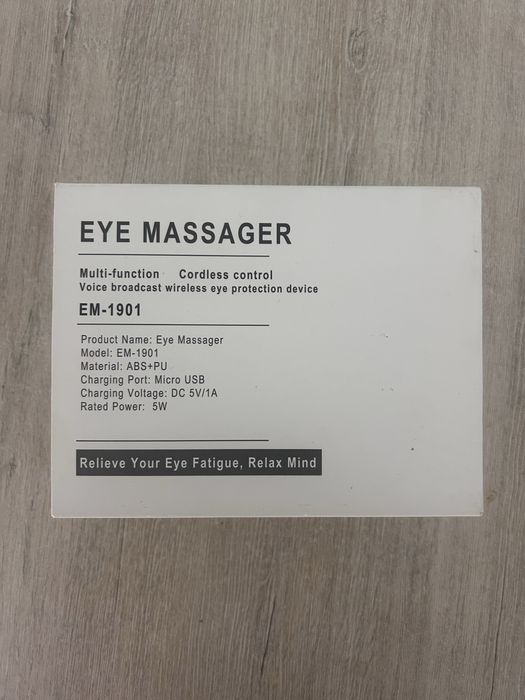 EYE MASSAGER
Multi-function Cordless control
Voice broadcast wireless eye protection device
EM-1901
Product Name: Eye Massager
Model: EM-1901
Material: ABS+PU
Charging Port: Micro USB
Charging Voltage: DC 5V/1A
Rated Power: 5W
Relieve Your Eye Fatigue, Relax Mind